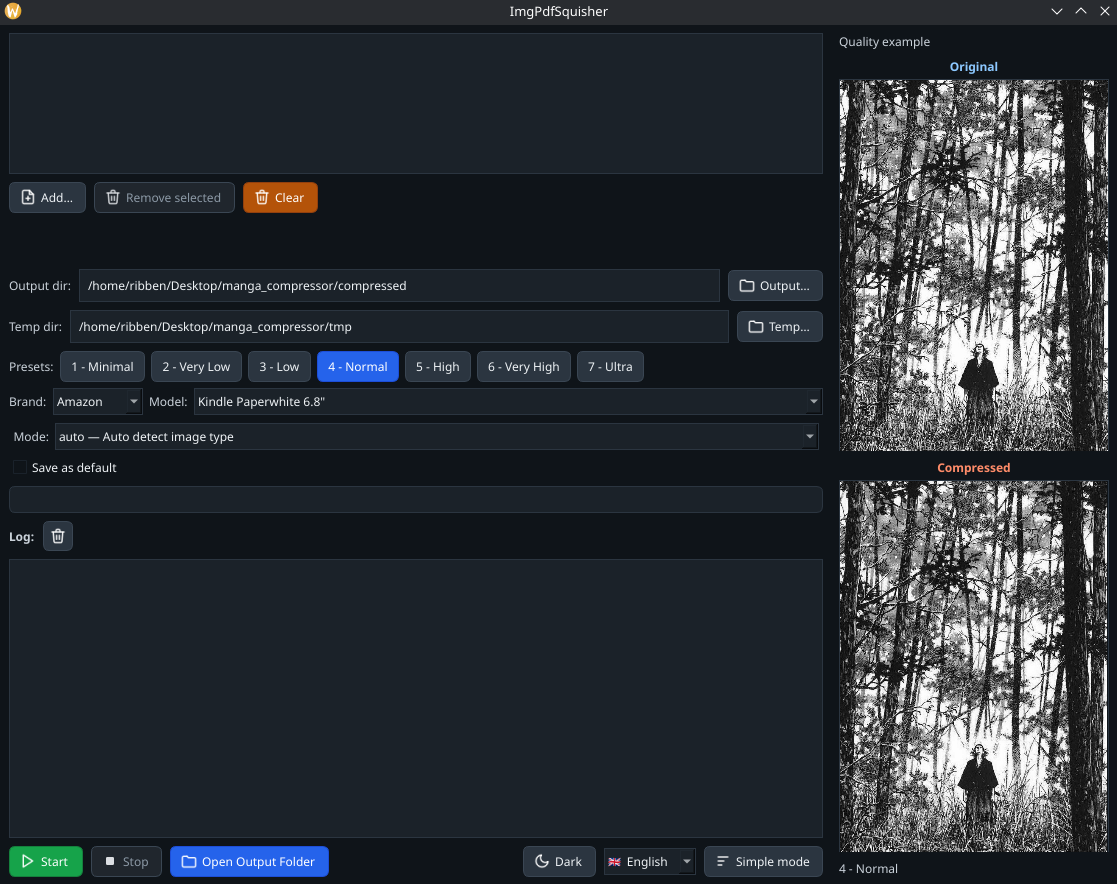 ImgPdfSquisher
Add...
Remove selected
Clear
Output dir:
/home/ribben/Desktop/manga_compressor/compressed
Output...
Temp dir:
/home/ribben/Desktop/manga_compressor/tmp
Temp...
Presets:
1 - Minimal
2 - Very Low
3 - Low
4 - Normal
5 - High
6 - Very High
7 - Ultra
Brand:
Amazon
Model:
Kindle Paperwhite 6.8"
Mode:
auto — Auto detect image type
Save as default
Log:
Start
Stop
Open Output Folder
Dark
English
Simple mode
Quality example
Original
Compressed
4 - Normal